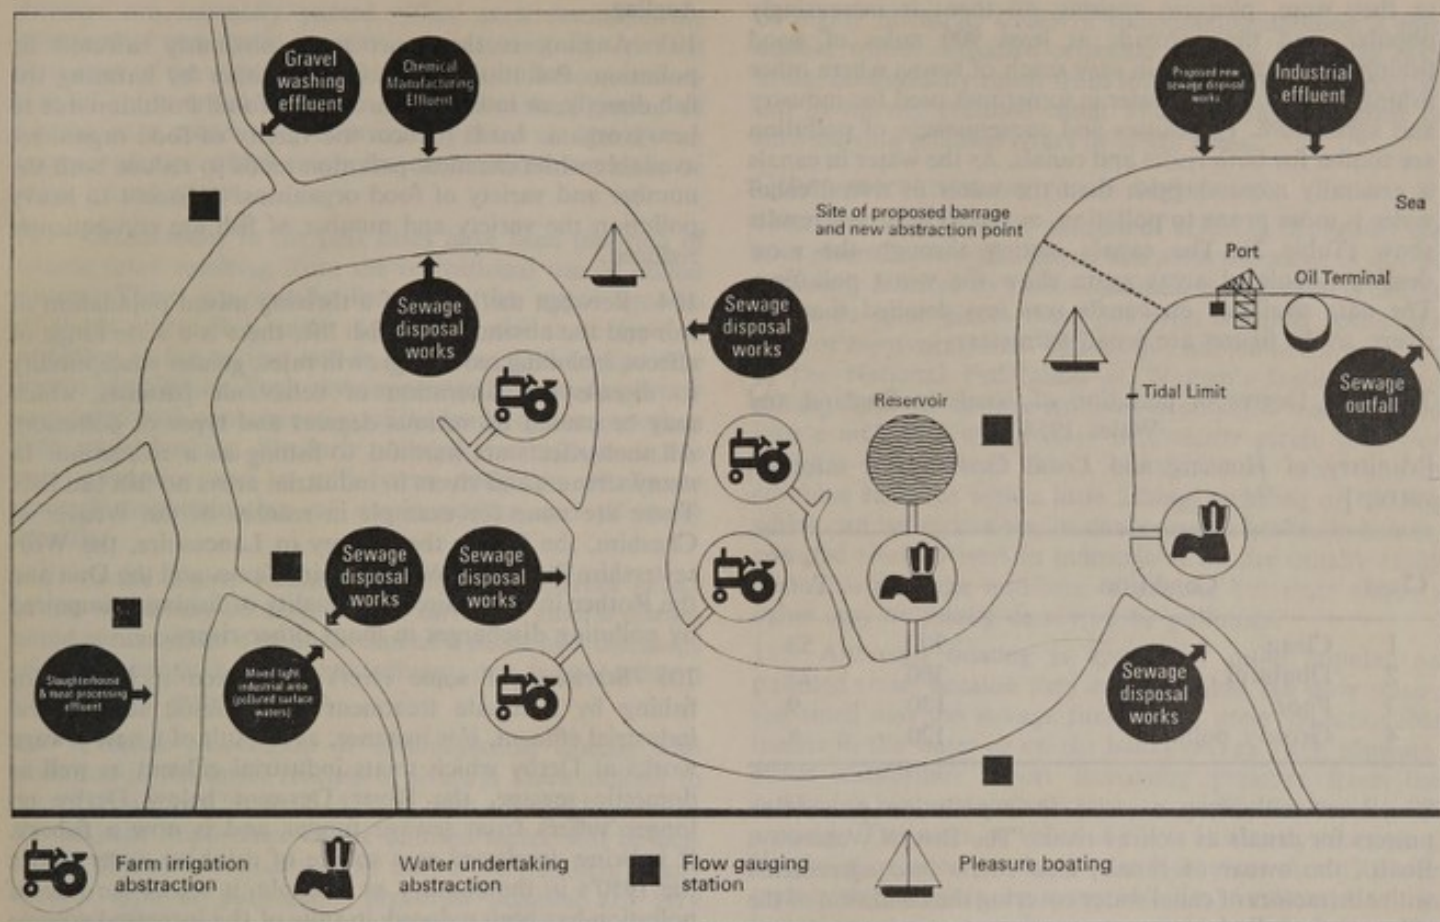 Gravel
washing
effluent
Chemical
Manufacturing
Effluent
Proposed new
sewage disposal
works
Industrial
effluent
Sea
Site of proposed barrage
and new abstraction point
Port
Oil Terminal
Sewage
disposal
works
Sewage
disposal
works
Tidal Limit
Sewage
outfall
Reservoir
Sewage
disposal
works
Sewage
disposal
works
Slaughterhouse
& meat processing
effluent
Mixed light
industrial area
(polluted surface
waters)
Sewage
disposal
works
Farm irrigation
abstraction
Water undertaking
abstraction
Flow gauging
station
Pleasure boating